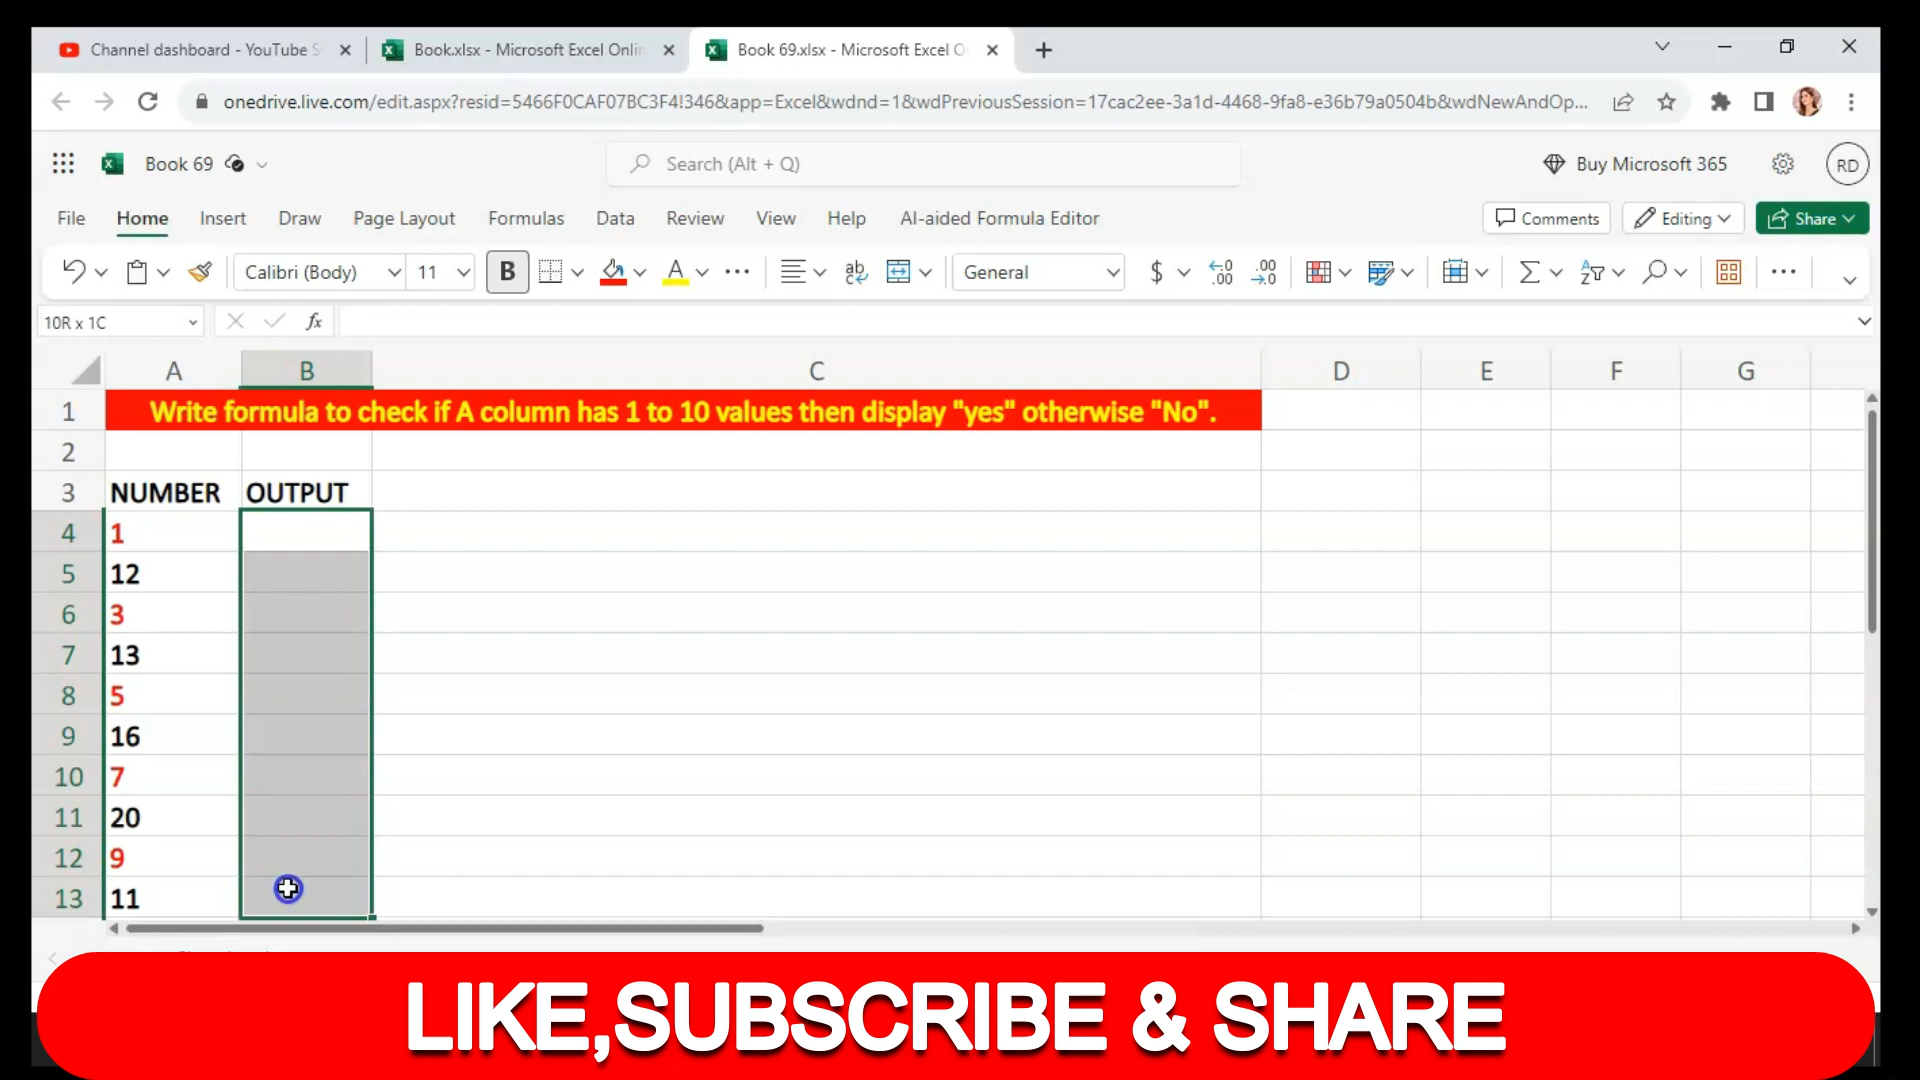 Channel dashboard - YouTube S
Book.xlsx - Microsoft Excel Onlin
Book 69.xlsx - Microsoft Excel O
onedrive.live.com/edit.aspx?resid=5466F0CAF07BC3F4!346&app=Excel&wdnd=1&wdPreviousSession=17cac2ee-3a1d-4468-9fa8-e36b79a0504b&wdNewAndOp...
Book 69
Search (Alt + Q)
Buy Microsoft 365
RD
File Home Insert Draw Page Layout Formulas Data Review View Help AI-aided Formula Editor
Comments Editing Share
Calibri (Body) 11 B A ab General $ .00 .00
10R x 1C fx
A B C D E F G
1 Write formula to check if A column has 1 to 10 values then display "yes" otherwise "No".
2
3 NUMBER OUTPUT
4 1
5 12
6 3
7 13
8 5
9 16
10 7
11 20
12 9
13 11
LIKE,SUBSCRIBE & SHARE